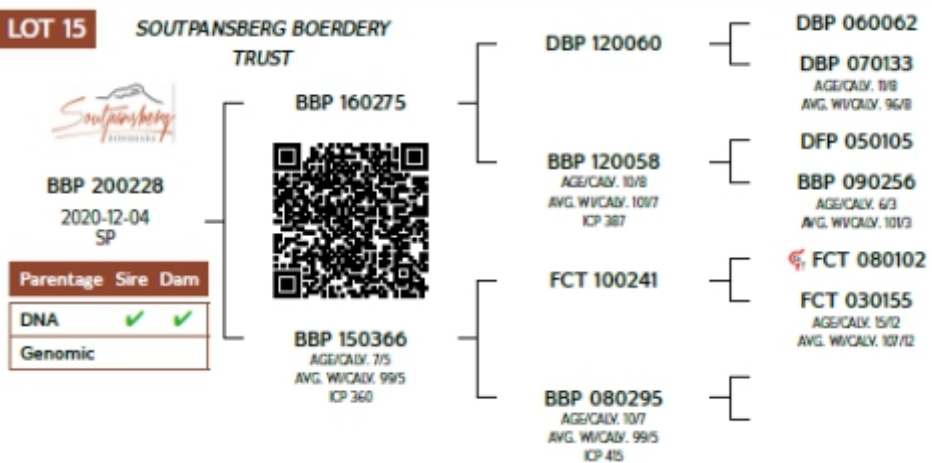 LOT 15
SOUTPANSBERG BOERDERY
TRUST
Soutpansberg
BBP 200228
2020-12-04
SP
Parentage Sire Dam
DNA ✔ ✔
Genomic
BBP 160275
BBP 150366
AGE/CALV. 7/5
AVG. WI/CALV. 99/5
ICP 360
DBP 120060
BBP 120058
AGE/CALV. 10/8
AVG. WI/CALV. 101/7
ICP 387
FCT 100241
BBP 080295
AGE/CALV. 10/7
AVG. WI/CALV. 99/5
ICP 415
DBP 060062
DBP 070133
AGE/CALV. 11/8
AVG. WI/CALV. 96/8
DFP 050105
BBP 090256
AGE/CALV. 6/3
AVG. WI/CALV. 101/3
FCT 080102
FCT 030155
AGE/CALV. 15/12
AVG. WI/CALV. 107/12